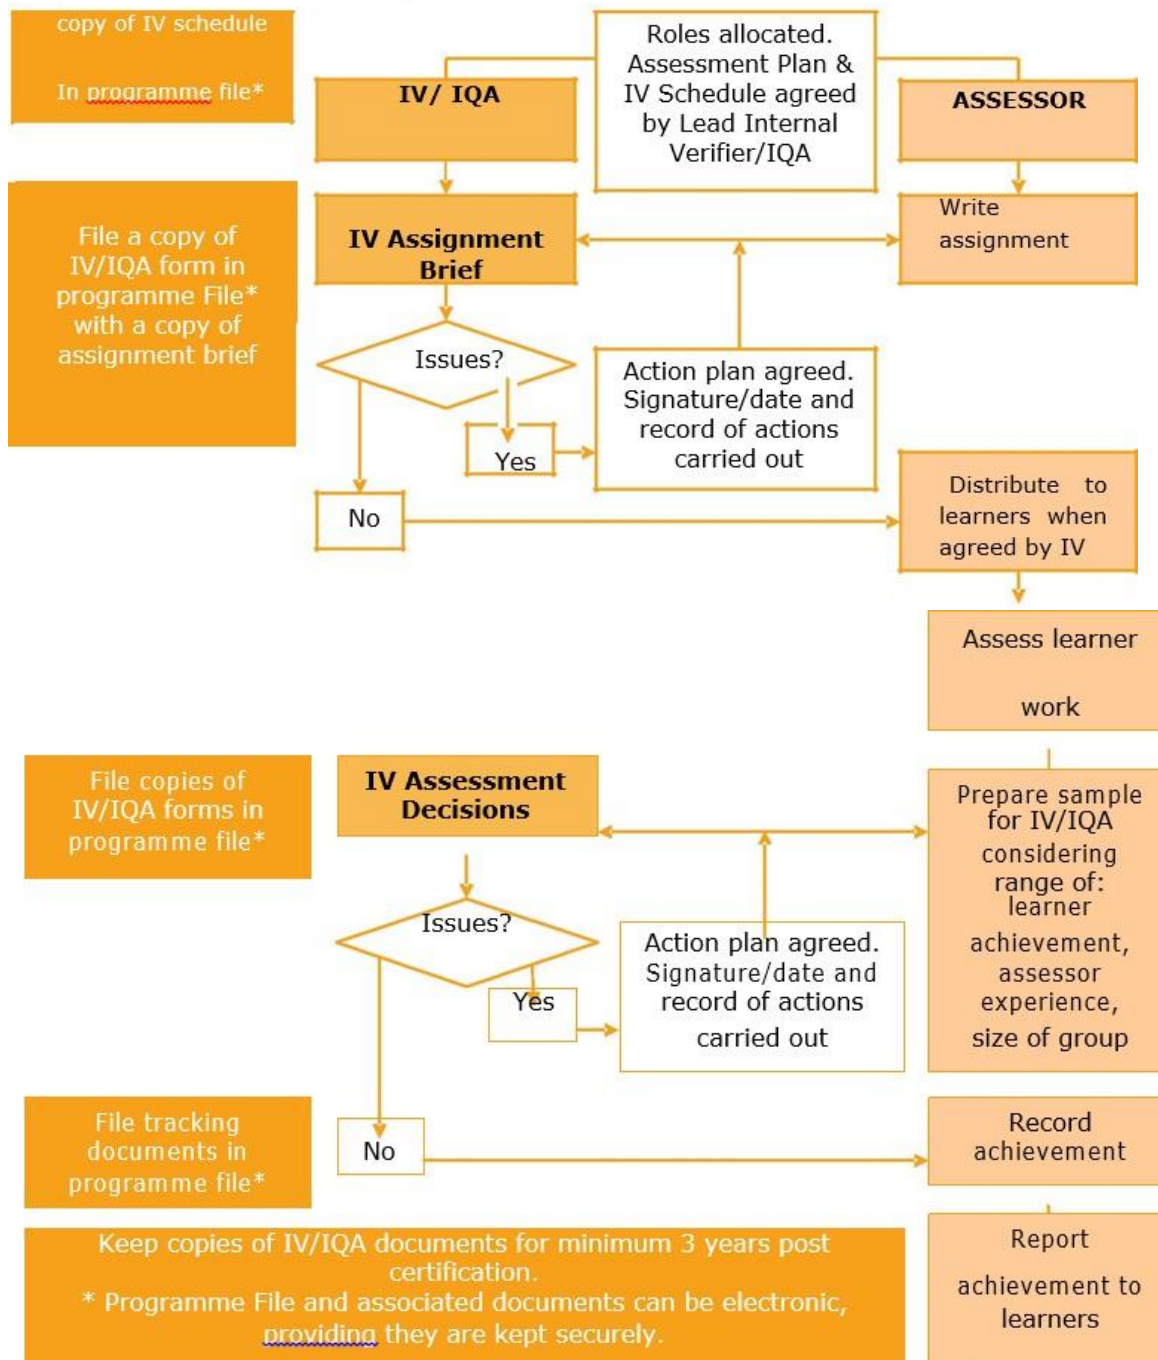 copy of IV schedule
In programme file*
Roles allocated.
Assessment Plan &
IV Schedule agreed
by Lead Internal
Verifier/IQA
IV/ IQA
ASSESSOR
File a copy of
IV/IQA form in
programme File*
with a copy of
assignment brief
IV Assignment
Brief
Write
assignment
Issues?
Action plan agreed.
Signature/date and
record of actions
carried out
Yes
No
Distribute to
learners when
agreed by IV
Assess learner
work
File copies of
IV/IQA forms in
programme file*
IV Assessment
Decisions
Prepare sample
for IV/IQA
considering
range of:
learner
achievement,
assessor
experience,
size of group
Issues?
Action plan agreed.
Signature/date and
record of actions
carried out
Yes
File tracking
documents in
programme file*
No
Record
achievement
Keep copies of IV/IQA documents for minimum 3 years post
certification.
* Programme File and associated documents can be electronic,
providing they are kept securely.
Report
achievement to
learners